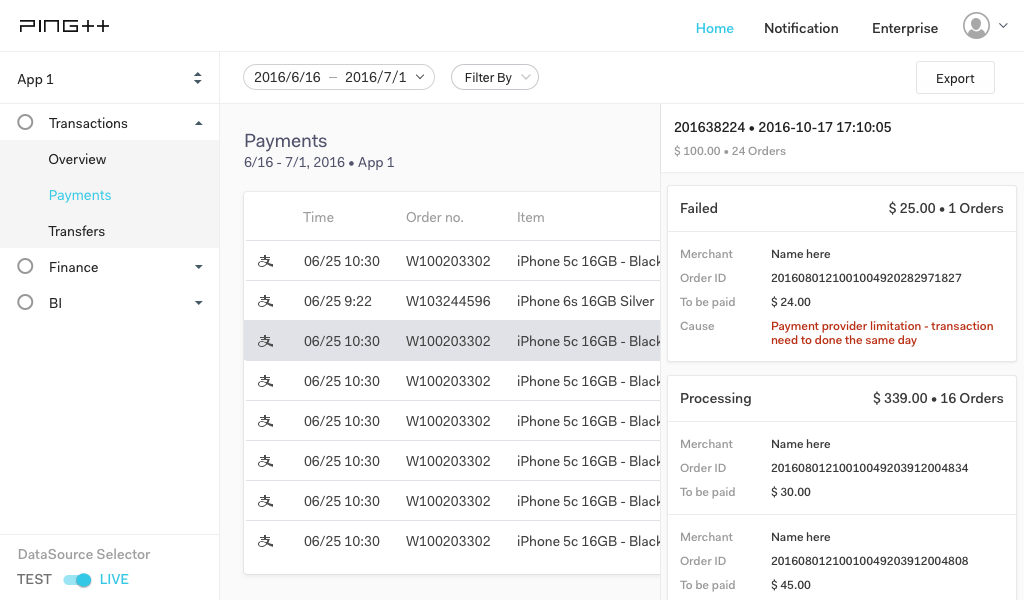 PING++
Home
Notification
Enterprise
App 1
2016/6/16 – 2016/7/1
Filter By
Export
Transactions
Overview
Payments
Transfers
Finance
BI
DataSource Selector
TEST
LIVE
Payments
6/16 - 7/1, 2016 • App 1
Time Order no. Item
支 06/25 10:30 W100203302 iPhone 5c 16GB - Black
支 06/25 9:22 W103244596 iPhone 6s 16GB Silver
支 06/25 10:30 W100203302 iPhone 5c 16GB - Black
支 06/25 10:30 W100203302 iPhone 5c 16GB - Black
支 06/25 10:30 W100203302 iPhone 5c 16GB - Black
支 06/25 10:30 W100203302 iPhone 5c 16GB - Black
支 06/25 10:30 W100203302 iPhone 5c 16GB - Black
支 06/25 10:30 W100203302 iPhone 5c 16GB - Black
201638224 • 2016-10-17 17:10:05
$ 100.00 • 24 Orders
Failed $ 25.00 • 1 Orders
Merchant Name here
Order ID 2016080121001004920282971827
To be paid $ 24.00
Cause Payment provider limitation - transaction
need to done the same day
Processing $ 339.00 • 16 Orders
Merchant Name here
Order ID 20160801210010049203912004834
To be paid $ 30.00
Merchant Name here
Order ID 20160801210010049203912004808
To be paid $ 45.00